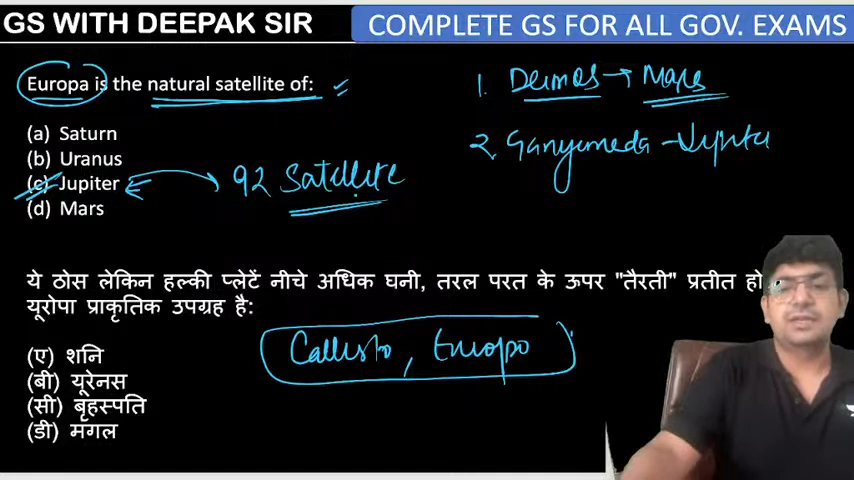 GS WITH DEEPAK SIR
COMPLETE GS FOR ALL GOV. EXAMS
Europa is the natural satellite of:
(a) Saturn
(b) Uranus
(c) Jupiter
(d) Mars
92 Satellite
1. Deimos → Mars
2. Ganyumeda - Jupiter
ये ठोस लेकिन हल्की प्लेटें नीचे अधिक घनी, तरल परत के ऊपर "तैरती" प्रतीत हो
यूरोपा प्राकृतिक उपग्रह है:
(ए) शनि
(बी) यूरेनस
(सी) बृहस्पति
(डी) मंगल
Callisto, Europa